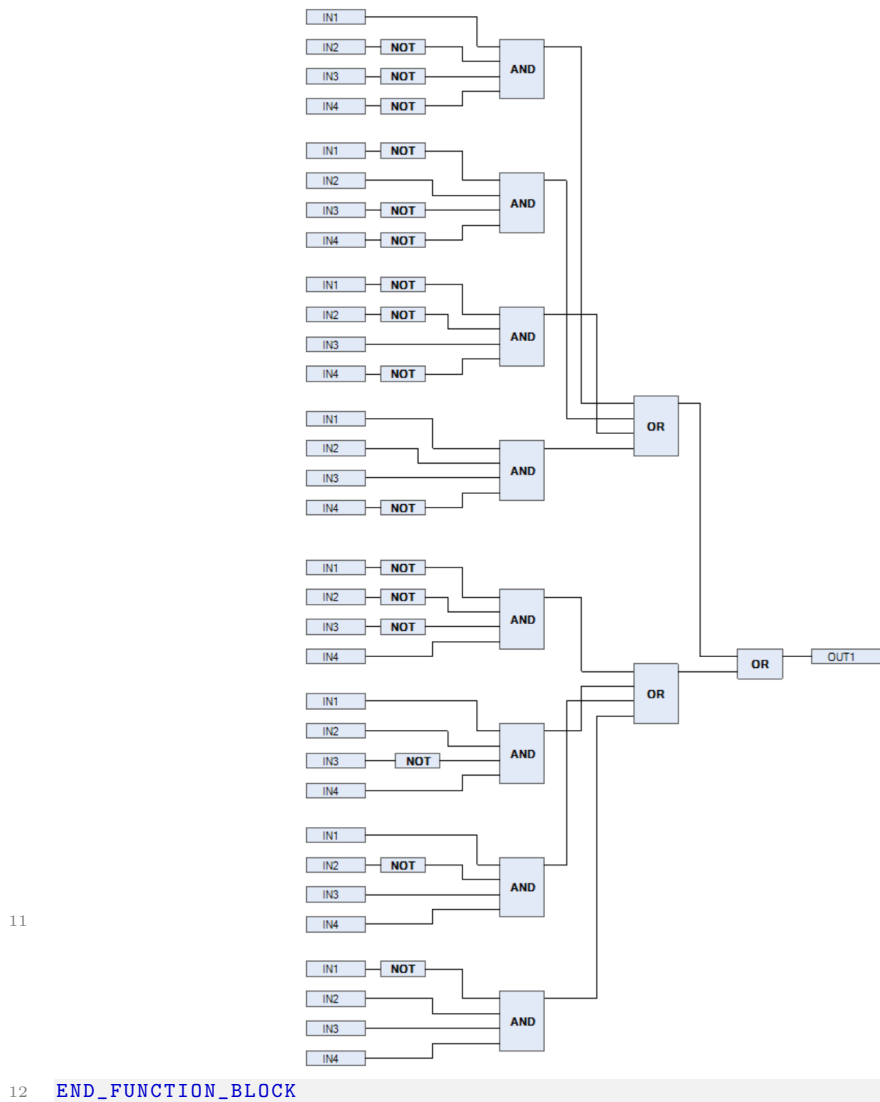 IN1
IN2 NOT
AND
IN3 NOT
IN4 NOT
IN1 NOT
IN2
AND
IN3 NOT
IN4 NOT
IN1 NOT
IN2 NOT
AND
IN3
IN4 NOT
IN1
OR
IN2
AND
IN3
IN4 NOT
IN1 NOT
IN2 NOT
AND
IN3 NOT
IN4
OR OUT1
OR
IN1
IN2
AND
IN3 NOT
IN4
IN1
IN2 NOT
AND
IN3
IN4
11
IN1 NOT
IN2
AND
IN3
IN4
12 END_FUNCTION_BLOCK